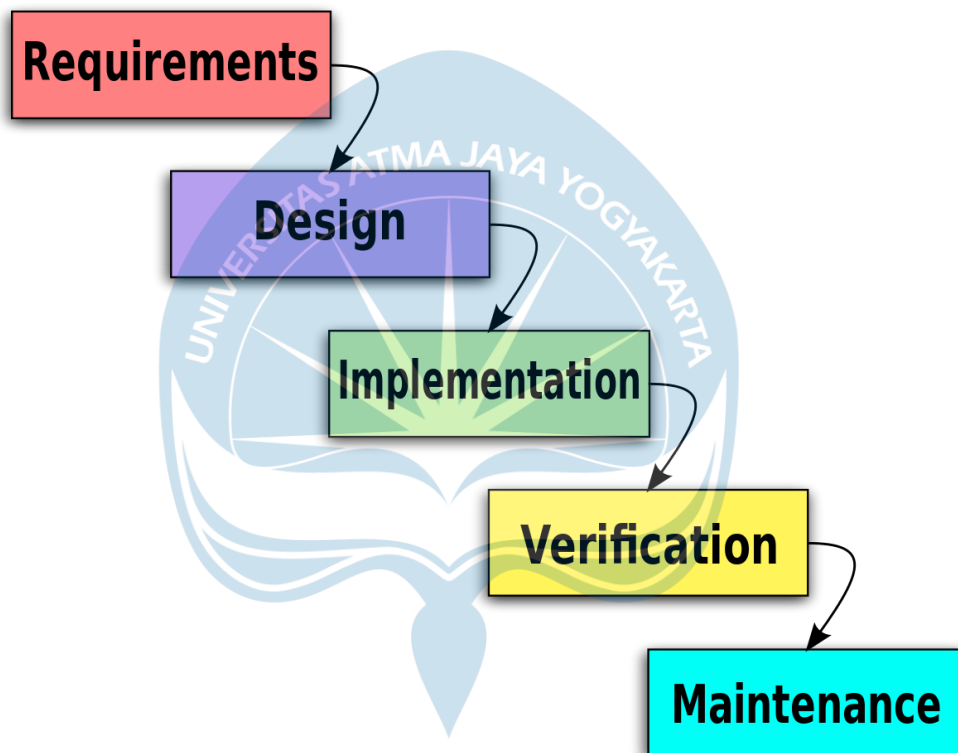 Requirements
UNIVERSITAS ATMA JAYA YOGYAKARTA
Design
Implementation
Verification
Maintenance